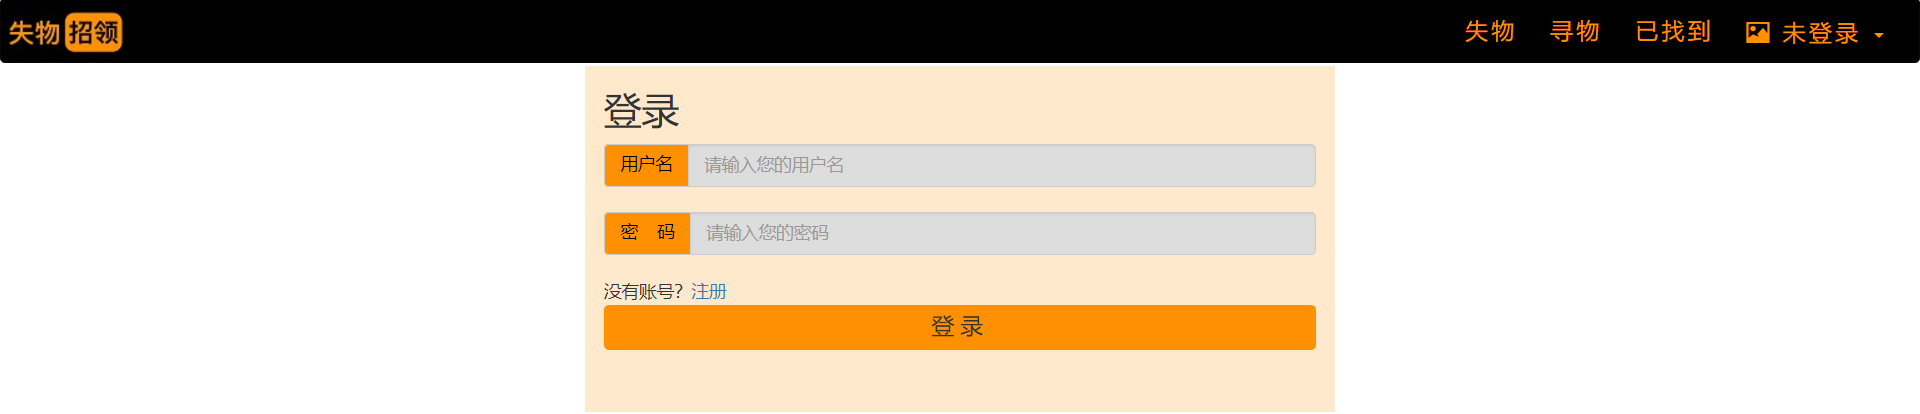 失物 招领 失物 寻物 已找到 未登录
登录
用户名 请输入您的用户名
密 码 请输入您的密码
没有账号？ 注册
登 录